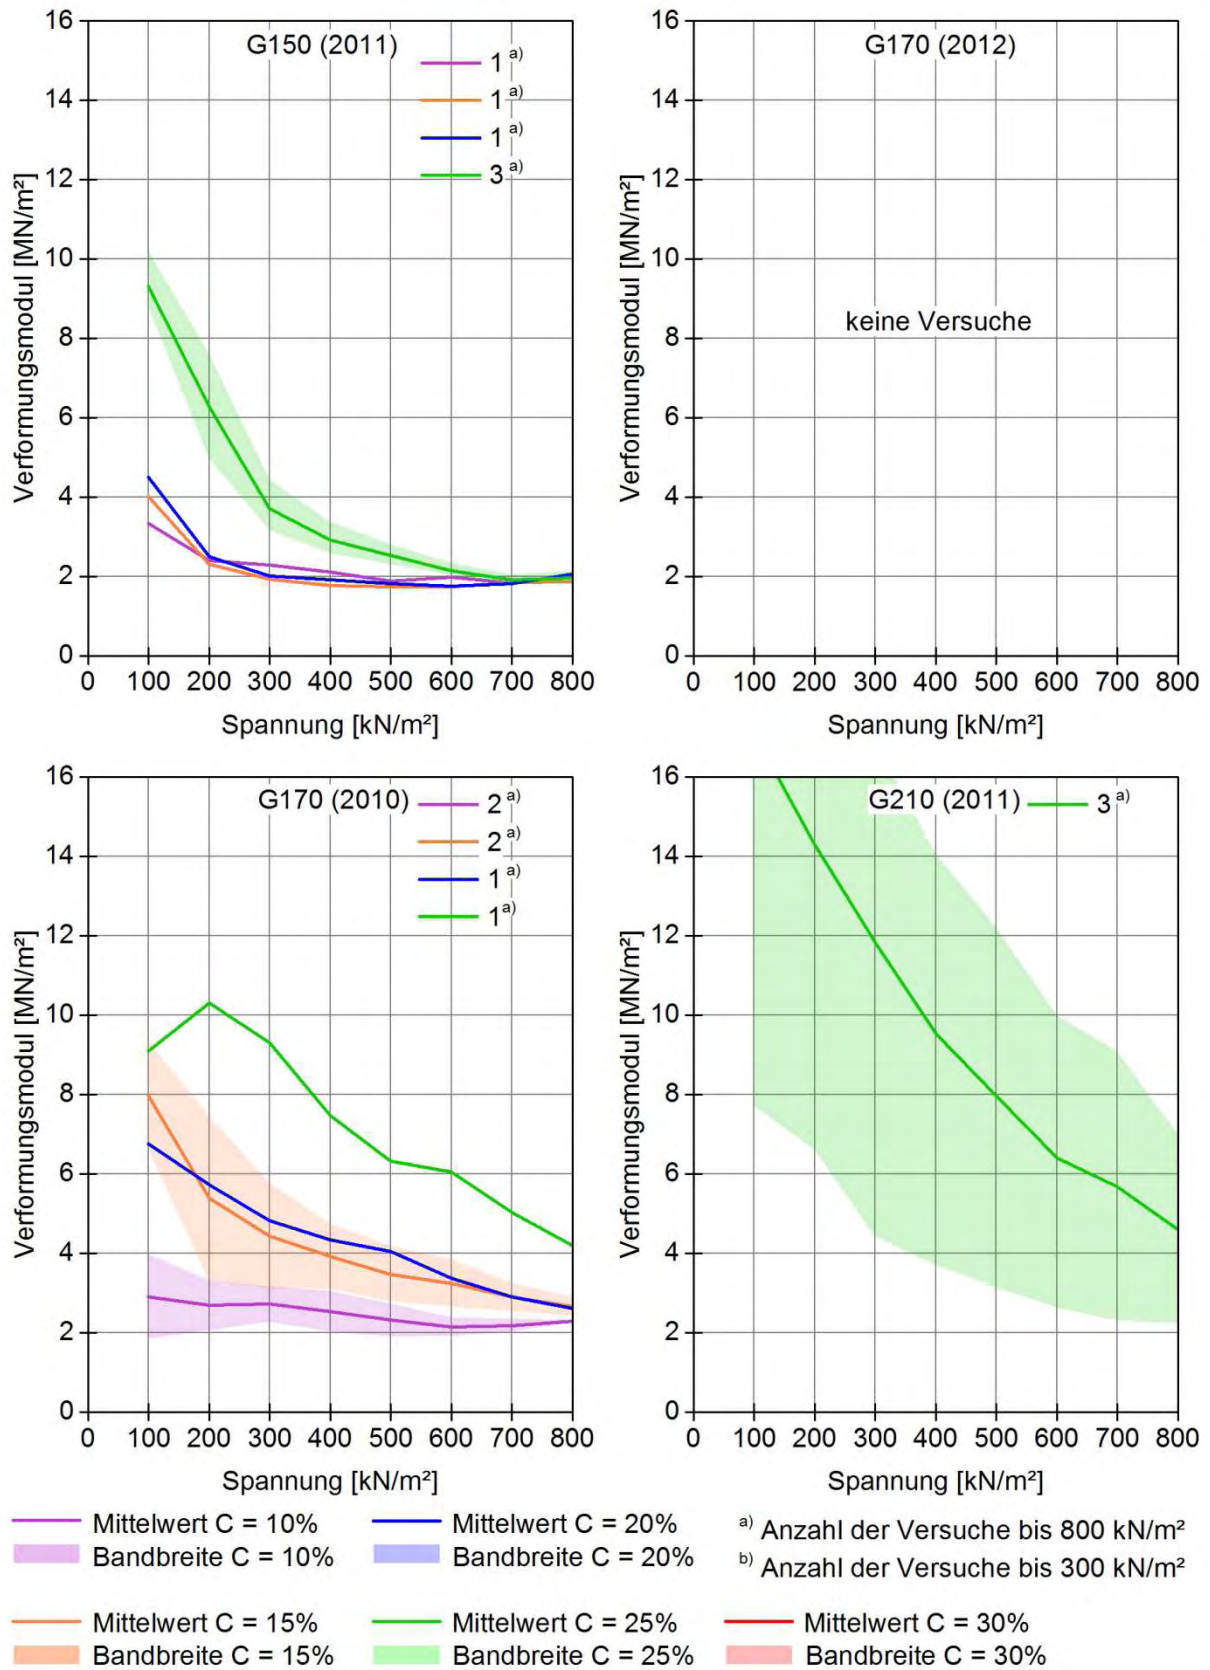 G150 (2011)
1 a)
1 a)
1 a)
3 a)
Verformungsmodul [MN/m²]
16
14
12
10
8
6
4
2
0
0 100 200 300 400 500 600 700 800
Spannung [kN/m²]
G170 (2012)
keine Versuche
Verformungsmodul [MN/m²]
16
14
12
10
8
6
4
2
0
0 100 200 300 400 500 600 700 800
Spannung [kN/m²]
G170 (2010)
2 a)
2 a)
1 a)
1 a)
Verformungsmodul [MN/m²]
16
14
12
10
8
6
4
2
0
0 100 200 300 400 500 600 700 800
Spannung [kN/m²]
G210 (2011)
3 a)
Verformungsmodul [MN/m²]
16
14
12
10
8
6
4
2
0
0 100 200 300 400 500 600 700 800
Spannung [kN/m²]
Mittelwert C = 10%
Bandbreite C = 10%
Mittelwert C = 20%
Bandbreite C = 20%
a) Anzahl der Versuche bis 800 kN/m²
b) Anzahl der Versuche bis 300 kN/m²
Mittelwert C = 15%
Bandbreite C = 15%
Mittelwert C = 25%
Bandbreite C = 25%
Mittelwert C = 30%
Bandbreite C = 30%